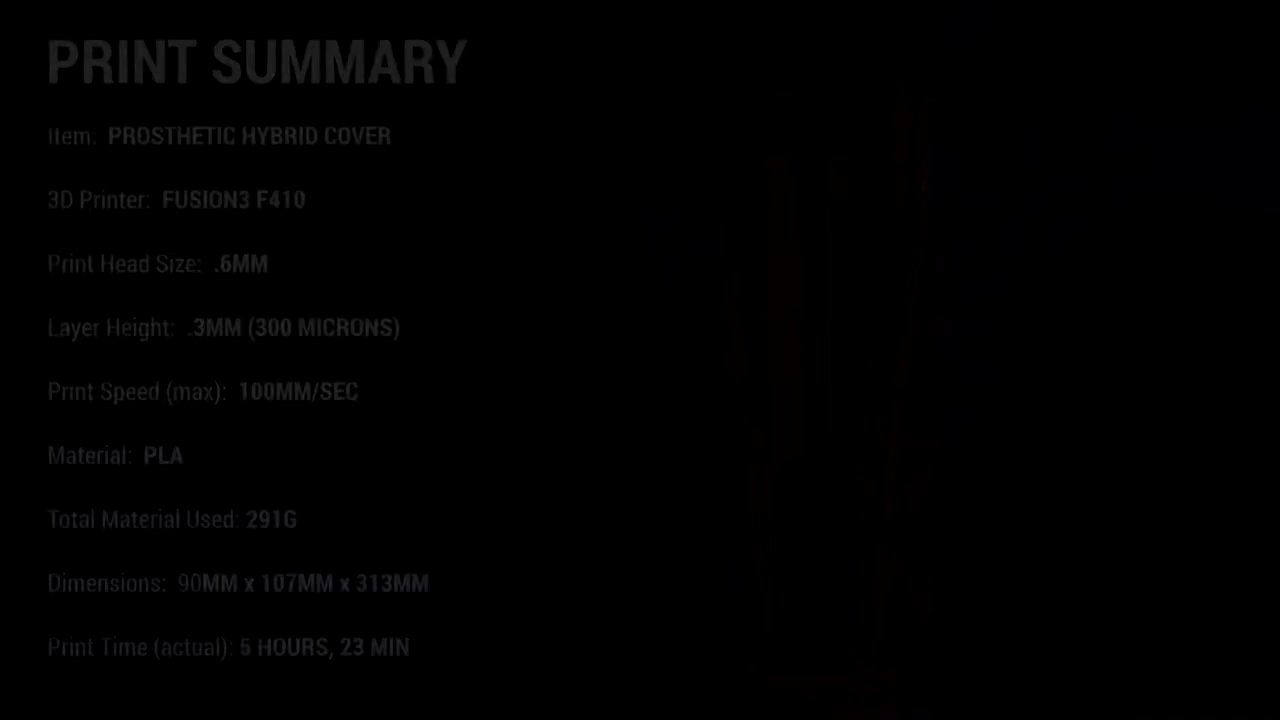 PRINT SUMMARY
Item: PROSTHETIC HYBRID COVER
3D Printer: FUSION3 F410
Print Head Size: .6MM
Layer Height: .3MM (300 MICRONS)
Print Speed (max): 100MM/SEC
Material: PLA
Total Material Used: 291G
Dimensions: 90MM x 107MM x 313MM
Print Time (actual): 5 HOURS, 23 MIN